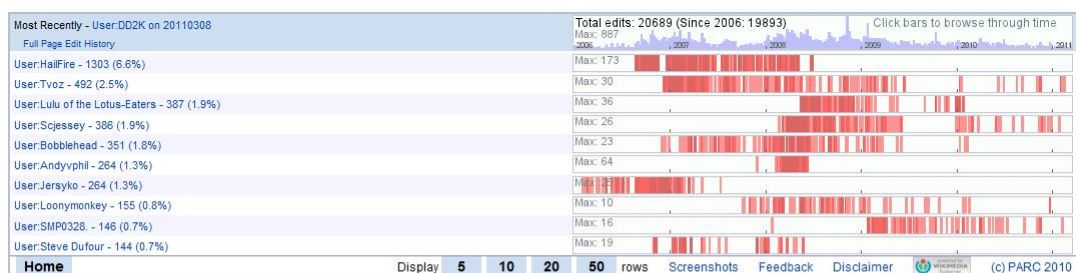 Most Recently - User:DD2K on 20110308
Full Page Edit History
Total edits: 20689 (Since 2006: 19893)
Click bars to browse through time
Max: 887
2006 2007 2008 2009 2010 2011
User:HailFire - 1303 (6.6%) Max: 173
User:Tvoz - 492 (2.5%) Max: 30
User:Lulu of the Lotus-Eaters - 387 (1.9%) Max: 36
User:Scjessey - 386 (1.9%) Max: 26
User:Bobblehead - 351 (1.8%) Max: 23
User:Andyvphil - 264 (1.3%) Max: 64
User:Jersyko - 264 (1.3%) Max: 25
User:Loonymonkey - 155 (0.8%) Max: 10
User:SMP0328. - 146 (0.7%) Max: 16
User:Steve Dufour - 144 (0.7%) Max: 19
Home Display 5 10 20 50 rows Screenshots Feedback Disclaimer WIKIMEDIA (c) PARC 2010